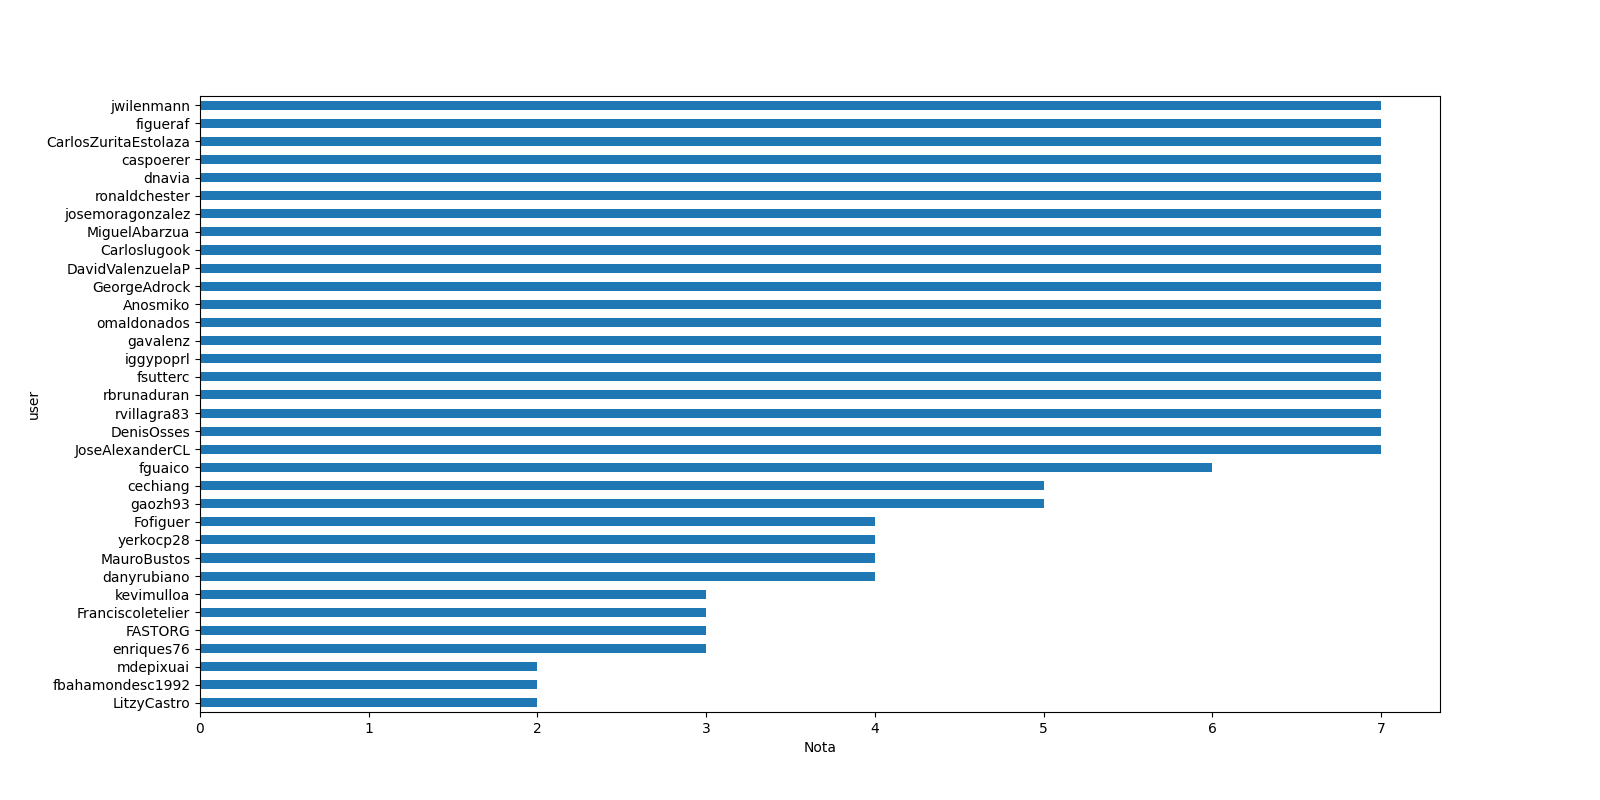 jwilenmann
figueraf
CarlosZuritaEstolaza
caspoerer
dnavia
ronaldchester
josemoragonzalez
MiguelAbarzua
Carloslugook
DavidValenzuelaP
GeorgeAdrock
Anosmiko
omaldonados
gavalenz
iggypoprl
fsutterc
rbrunaduran
rvillagra83
DenisOsses
JoseAlexanderCL
fguaico
cechiang
gaozh93
Fofiguer
yerkocp28
MauroBustos
danyrubiano
kevimulloa
Franciscoletelier
FASTORG
enriques76
mdepixuai
fbahamondesc1992
LitzyCastro
user
0 1 2 3 4 5 6 7
Nota